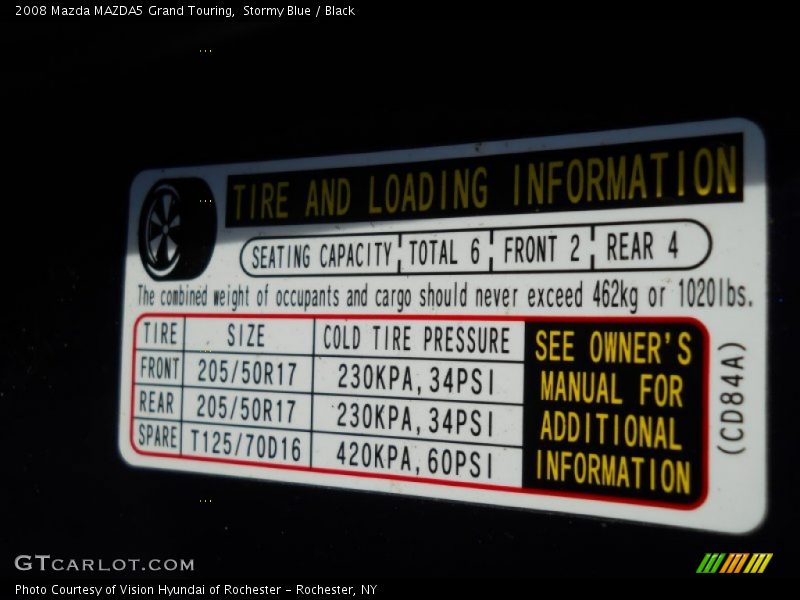 2008 Mazda MAZDA5 Grand Touring,  Stormy Blue / Black
TIRE AND LOADING INFORMATION
SEATING CAPACITY TOTAL 6 FRONT 2 REAR 4
The combined weight of occupants and cargo should never exceed 462kg or 1020lbs.
TIRE SIZE COLD TIRE PRESSURE
FRONT 205/50R17 230KPA, 34PSI
REAR 205/50R17 230KPA, 34PSI
SPARE T125/70D16 420KPA, 60PSI
SEE OWNER'S
MANUAL FOR
ADDITIONAL
INFORMATION
(CD84A)
GTCARLOT.COM
Photo Courtesy of Vision Hyundai of Rochester - Rochester, NY